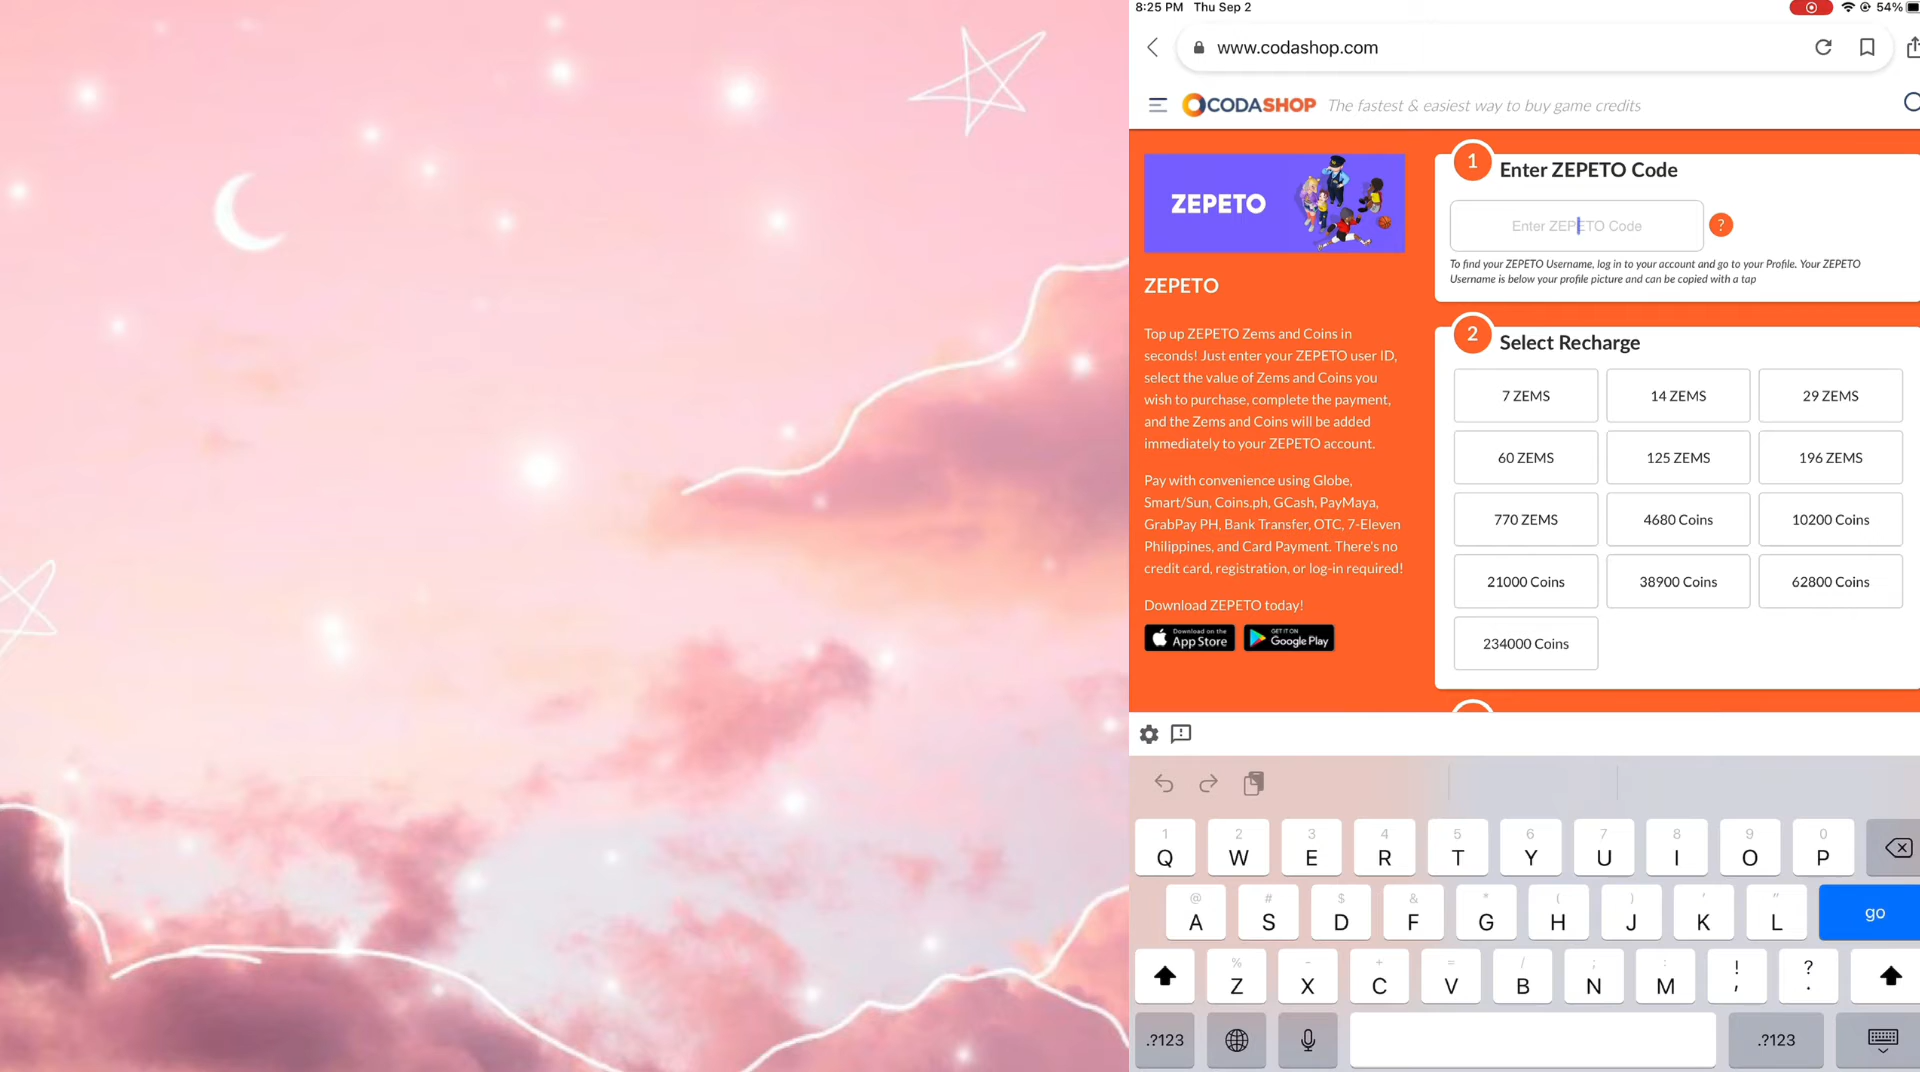 8:25 PM Thu Sep 2
54%
www.codashop.com
CODASHOP The fastest & easiest way to buy game credits
ZEPETO
ZEPETO
Top up ZEPETO Zems and Coins in
seconds! Just enter your ZEPETO user ID,
select the value of Zems and Coins you
wish to purchase, complete the payment,
and the Zems and Coins will be added
immediately to your ZEPETO account.
Pay with convenience using Globe,
Smart/Sun, Coins.ph, GCash, PayMaya,
GrabPay PH, Bank Transfer, OTC, 7-Eleven
Philippines, and Card Payment. There's no
credit card, registration, or log-in required!
Download ZEPETO today!
Download on the
App Store
GET IT ON
Google Play
1 Enter ZEPETO Code
Enter ZEPETO Code
?
To find your ZEPETO Username, log in to your account and go to your Profile. Your ZEPETO
Username is below your profile picture and can be copied with a tap
2 Select Recharge
7 ZEMS 14 ZEMS 29 ZEMS
60 ZEMS 125 ZEMS 196 ZEMS
770 ZEMS 4680 Coins 10200 Coins
21000 Coins 38900 Coins 62800 Coins
234000 Coins
1 2 3 4 5 6 7 8 9 0
Q W E R T Y U I O P
@ # $ & * ( ) ' "
A S D F G H J K L go
% - + = / ; : ! ?
Z X C V B N M , .
.?123 .?123